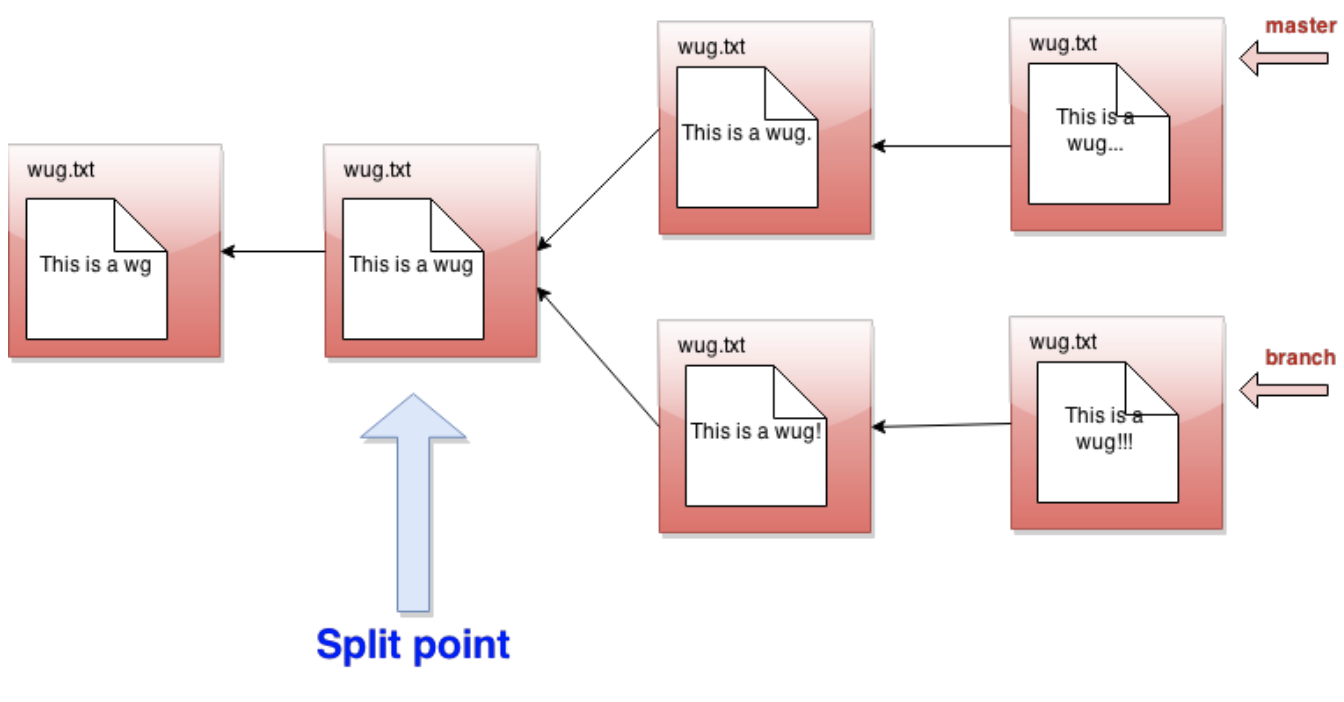 wug.txt
This is a wg
wug.txt
This is a wug
Split point
wug.txt
This is a wug.
wug.txt
This is a
wug...
master
wug.txt
This is a wug!
wug.txt
This is a
wug!!!
branch